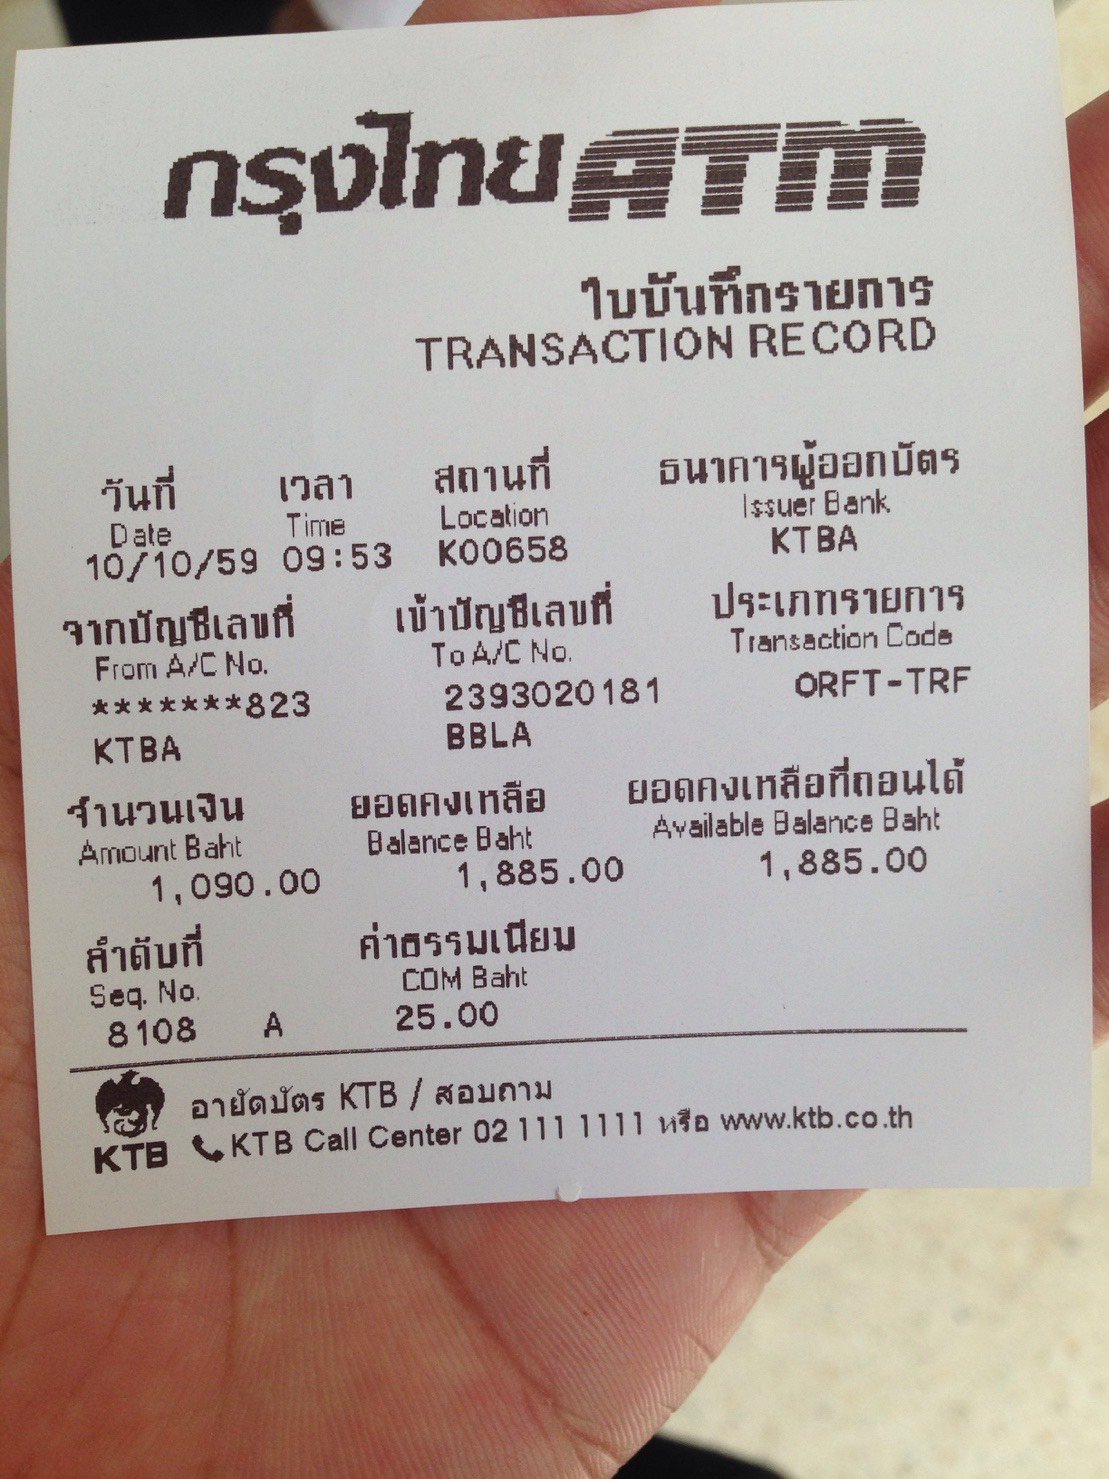 กรุงไทย ATM
ใบบันทึกรายการ
TRANSACTION RECORD
วันที่ เวลา สถานที่ ธนาคารผู้ออกบัตร
Date Time Location Issuer Bank
10/10/59 09:53 K00658 KTBA
จากบัญชีเลขที่ เข้าบัญชีเลขที่ ประเภทรายการ
From A/C No. To A/C No. Transaction Code
*******823 2393020181 ORFT-TRF
KTBA BBLA
จำนวนเงิน ยอดคงเหลือ ยอดคงเหลือที่ถอนได้
Amount Baht Balance Baht Available Balance Baht
1,090.00 1,885.00 1,885.00
ลำดับที่ ค่าธรรมเนียม
Seq. No. COM Baht
8108 A 25.00
อายัดบัตร KTB / สอบถาม
KTB KTB Call Center 02 111 1111 หรือ www.ktb.co.th